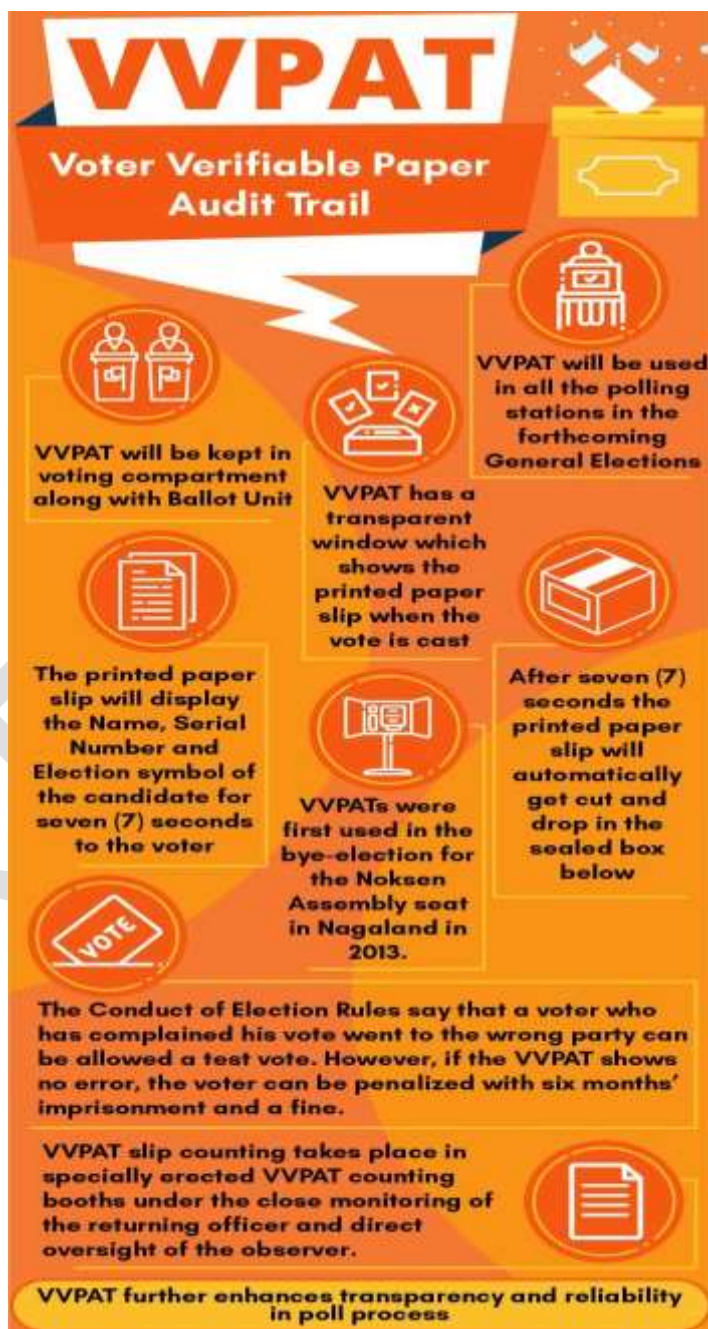 VVPAT
Voter Verifiable Paper
Audit Trail
VVPAT will be used
in all the polling
stations in the
forthcoming
General Elections
VVPAT will be kept in
voting compartment
along with Ballot Unit
VVPAT has a
transparent
window which
shows the
printed paper
slip when the
vote is cast
The printed paper
slip will display
the Name, Serial
Number and
Election symbol of
the candidate for
seven (7) seconds
to the voter
VVPATs were
first used in the
bye-election for
the Noksen
Assembly seat
in Nagaland in
2013.
After seven (7)
seconds the
printed paper
slip will
automatically
get cut and
drop in the
sealed box
below
VOTE
The Conduct of Election Rules say that a voter who
has complained his vote went to the wrong party can
be allowed a test vote. However, if the VVPAT shows
no error, the voter can be penalized with six months’
imprisonment and a fine.
VVPAT slip counting takes place in
specially erected VVPAT counting
booths under the close monitoring of
the returning officer and direct
oversight of the observer.
VVPAT further enhances transparency and reliability
in poll process